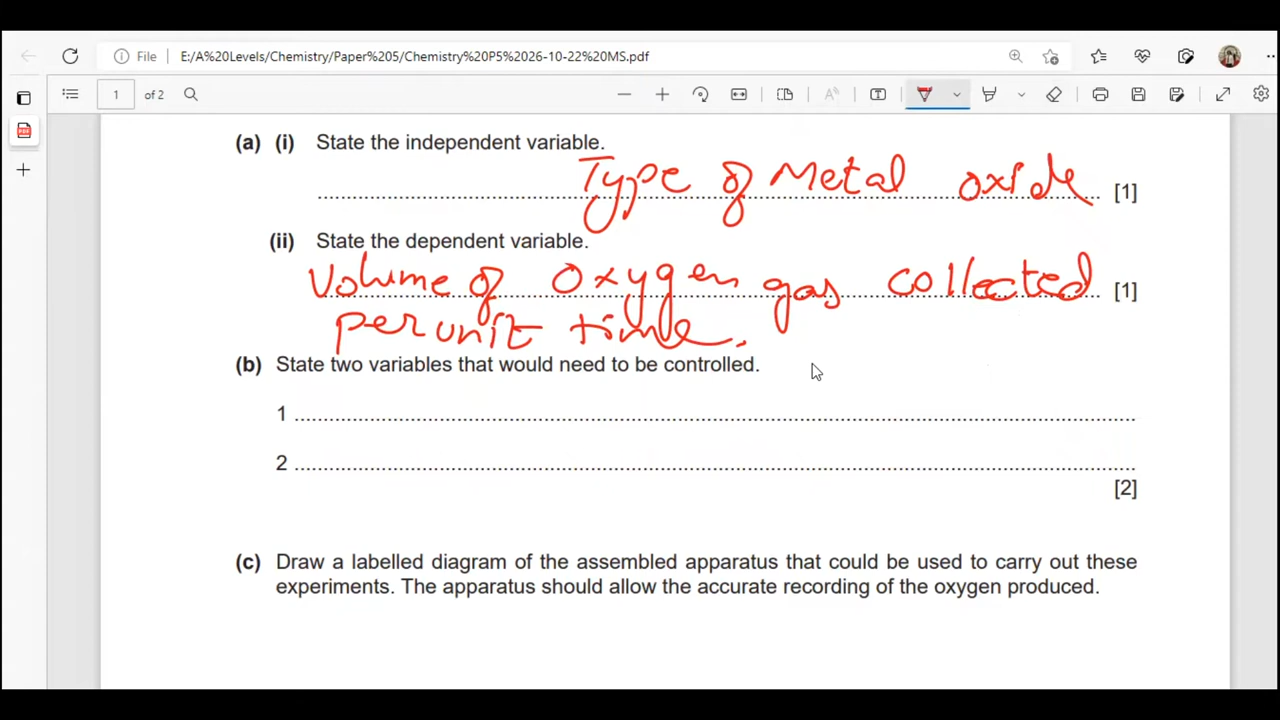 File
E:/A%20Levels/Chemistry/Paper%205/Chemistry%20P5%2026-10-22%20MS.pdf
1 of 2
(a) (i) State the independent variable.
Type of Metal oxide [1]
(ii) State the dependent variable.
Volume of Oxygen gas collected [1]
per unit time.
(b) State two variables that would need to be controlled.
1
2
[2]
(c) Draw a labelled diagram of the assembled apparatus that could be used to carry out these
experiments. The apparatus should allow the accurate recording of the oxygen produced.